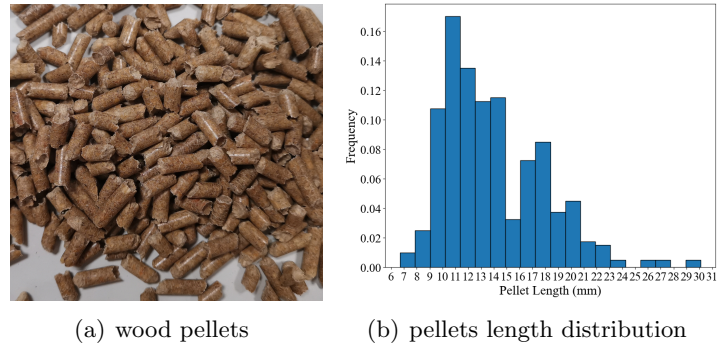 0.16
0.14
0.12
0.10
0.08
0.06
0.04
0.02
0.00
Frequency
6 7 8 9 10 11 12 13 14 15 16 17 18 19 20 21 22 23 24 25 26 27 28 29 30 31
Pellet Length (mm)
(a) wood pellets
(b) pellets length distribution